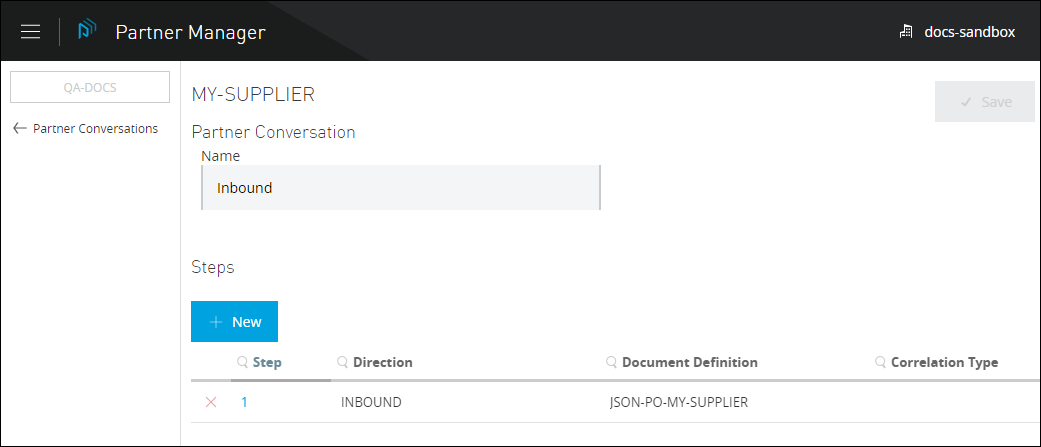 Partner Manager
docs-sandbox
QA-DOCS
Partner Conversations
MY-SUPPLIER
Save
Partner Conversation
Name
Inbound
Steps
New
Step Direction Document Definition Correlation Type
1 INBOUND JSON-PO-MY-SUPPLIER